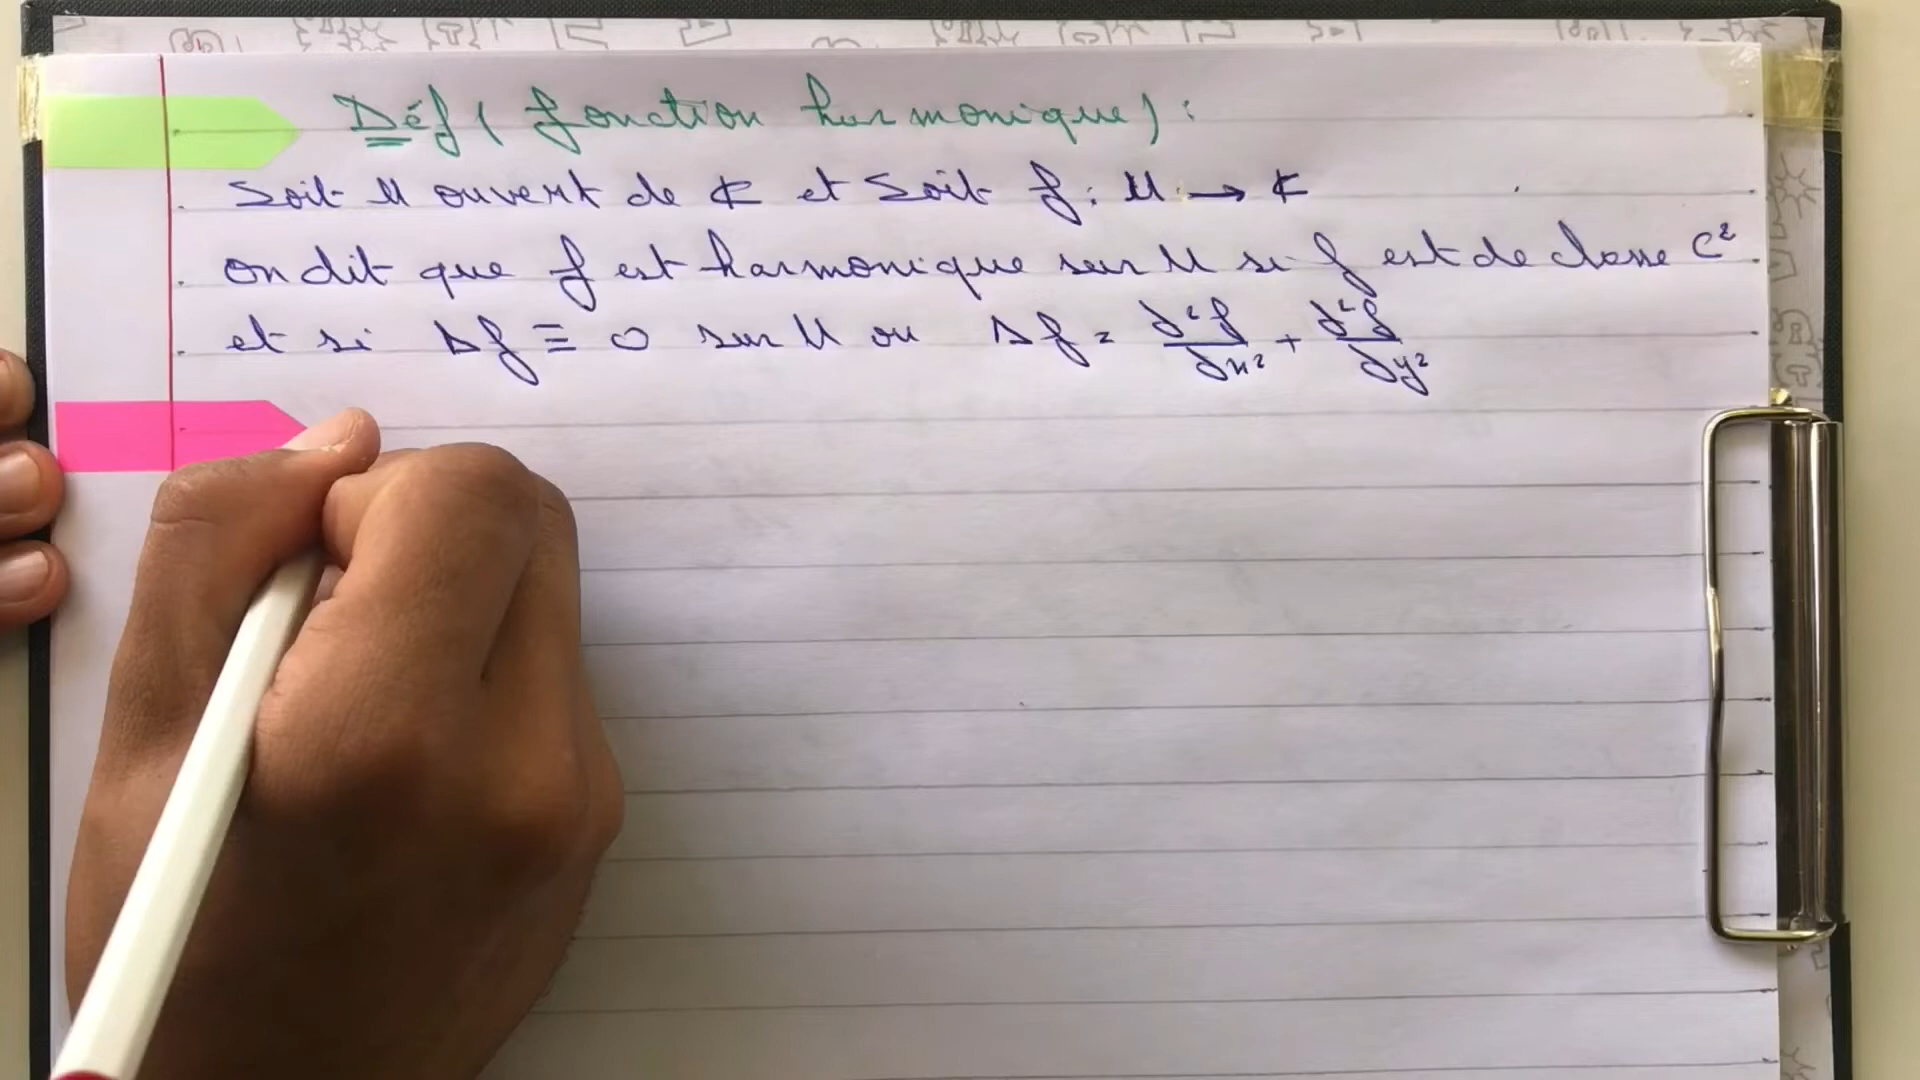 Déf ( fonction harmonique ) :
Soit U ouvert de ℂ et soit f : U → ℂ
on dit que f est harmonique sur U si f est de classe C²
et si Δf ≡ 0 sur U ou Δf = ∂²f/∂x² + ∂²f/∂y²